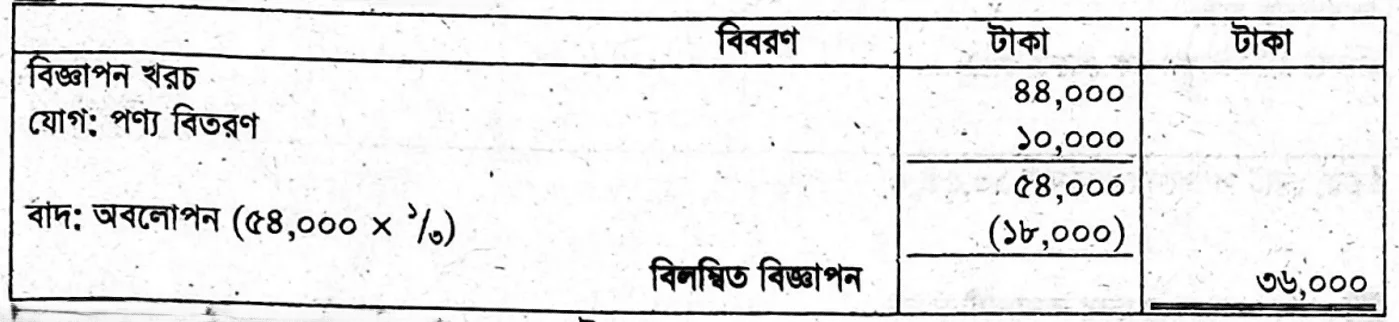 বিবরণ টাকা টাকা
বিজ্ঞাপন খরচ ৪৪,০০০
যোগ: পণ্য বিতরণ ১০,০০০
৫৪,০০০
বাদ: অবলোপন (৫৪,০০০ × ১/৩) (১৮,০০০)
বিলম্বিত বিজ্ঞাপন ৩৬,০০০